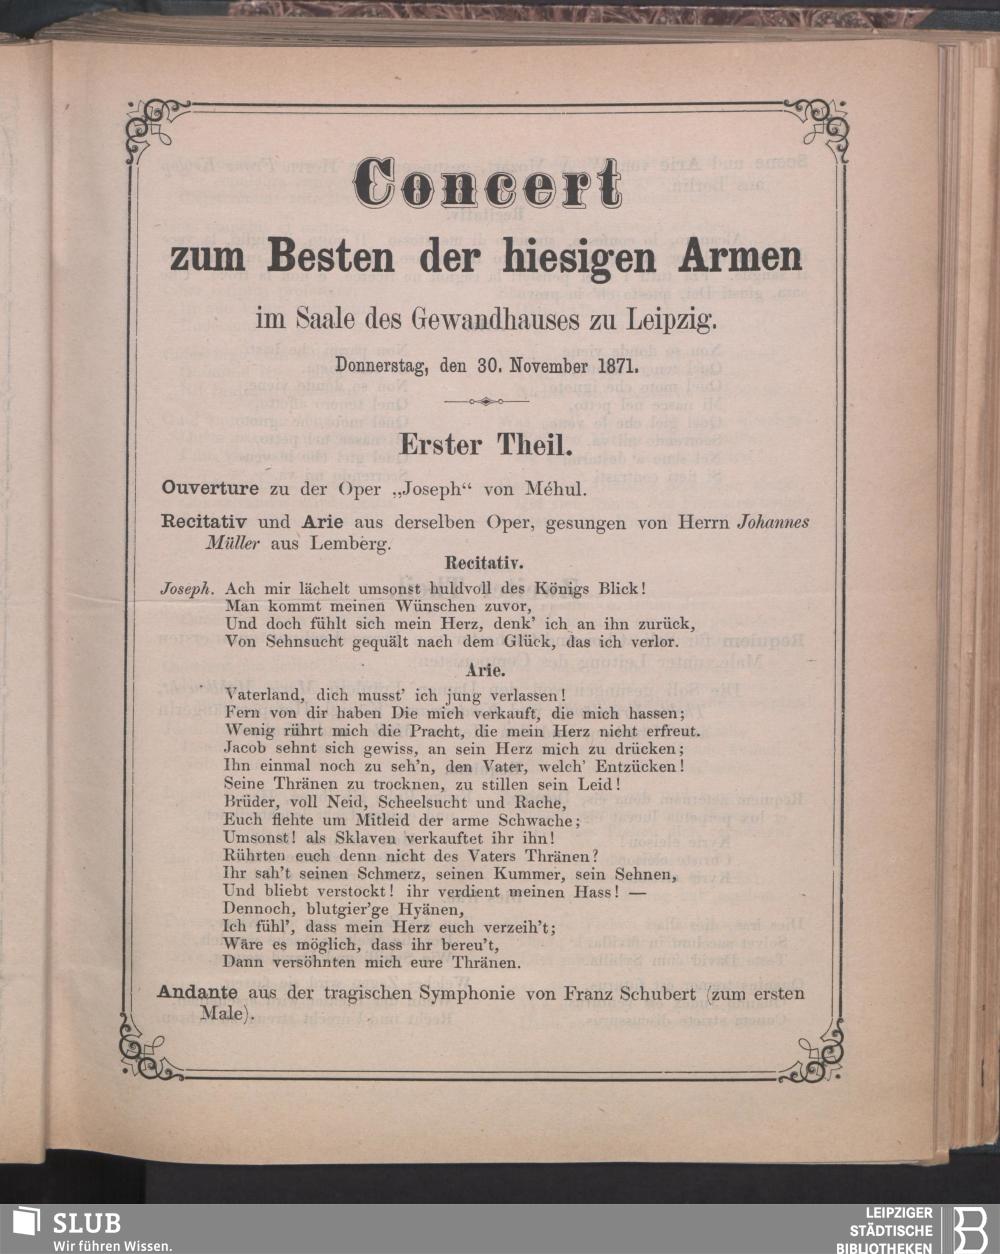 Concert
zum Besten der hiesigen Armen
im Saale des Gewandhauses zu Leipzig.
Donnerstag, den 30. November 1871.
Erster Theil.
Ouverture zu der Oper „Joseph“ von Méhul.
Recitativ und Arie aus derselben Oper, gesungen von Herrn Johannes
Müller aus Lemberg.
Recitativ.
Joseph. Ach mir lächelt umsonst huldvoll des Königs Blick!
Man kommt meinen Wünschen zuvor,
Und doch fühlt sich mein Herz, denk' ich an ihn zurück,
Von Sehnsucht gequält nach dem Glück, das ich verlor.
Arie.
Vaterland, dich musst' ich jung verlassen!
Fern von dir haben Die mich verkauft, die mich hassen;
Wenig rührt mich die Pracht, die mein Herz nicht erfreut.
Jacob sehnt sich gewiss, an sein Herz mich zu drücken;
Ihn einmal noch zu seh'n, den Vater, welch' Entzücken!
Seine Thränen zu trocknen, zu stillen sein Leid!
Brüder, voll Neid, Scheelsucht und Rache,
Euch flehte um Mitleid der arme Schwache;
Umsonst! als Sklaven verkauftet ihr ihn!
Rührten euch denn nicht des Vaters Thränen?
Ihr sah't seinen Schmerz, seinen Kummer, sein Sehnen,
Und bliebt verstockt! ihr verdient meinen Hass! —
Dennoch, blutgier'ge Hyänen,
Ich fühl', dass mein Herz euch verzeih't;
Wäre es möglich, dass ihr bereu't,
Dann versöhnten mich eure Thränen.
Andante aus der tragischen Symphonie von Franz Schubert (zum ersten
Male).
SLUB
Wir führen Wissen.
LEIPZIGER
STÄDTISCHE
BIBLIOTHEKEN